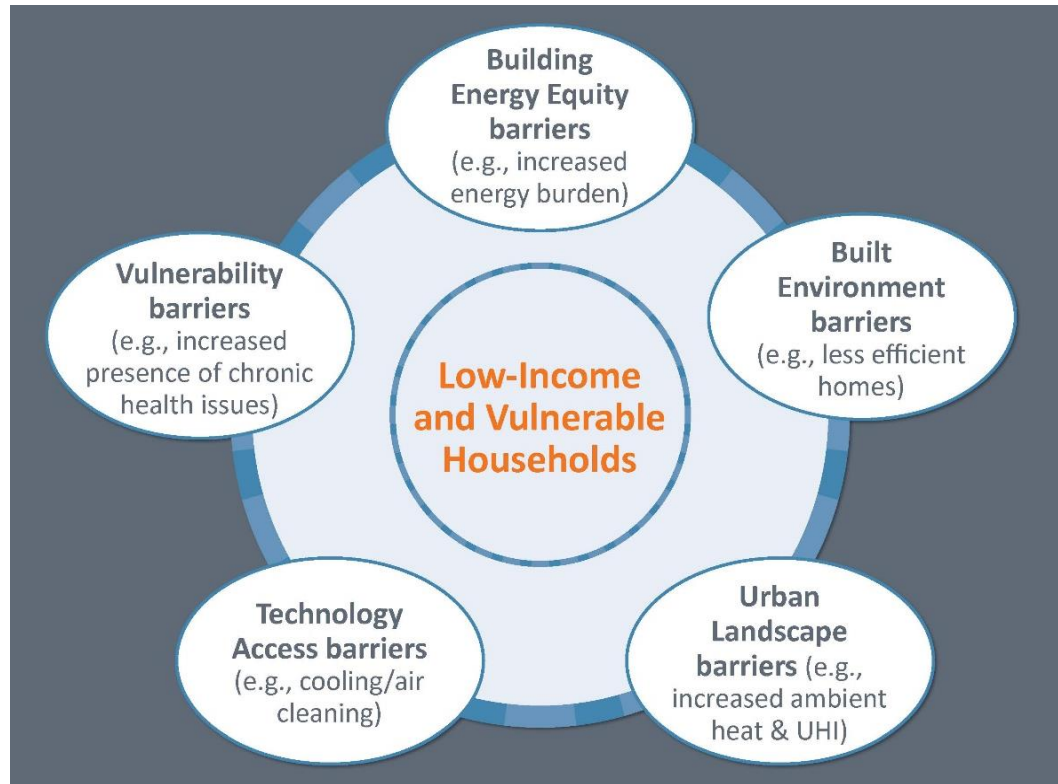 Building
Energy Equity
barriers
(e.g., increased
energy burden)
Built
Environment
barriers
(e.g., less efficient
homes)
Urban
Landscape
barriers (e.g.,
increased ambient
heat & UHI)
Technology
Access barriers
(e.g., cooling/air
cleaning)
Vulnerability
barriers
(e.g., increased
presence of chronic
health issues)
Low-Income
and Vulnerable
Households